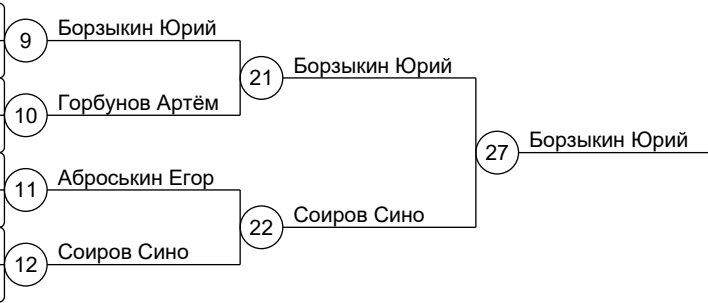 9
Борзыкин Юрий
21
Борзыкин Юрий
10
Горбунов Артём
27
Борзыкин Юрий
11
Аброськин Егор
22
Соиров Сино
12
Соиров Сино